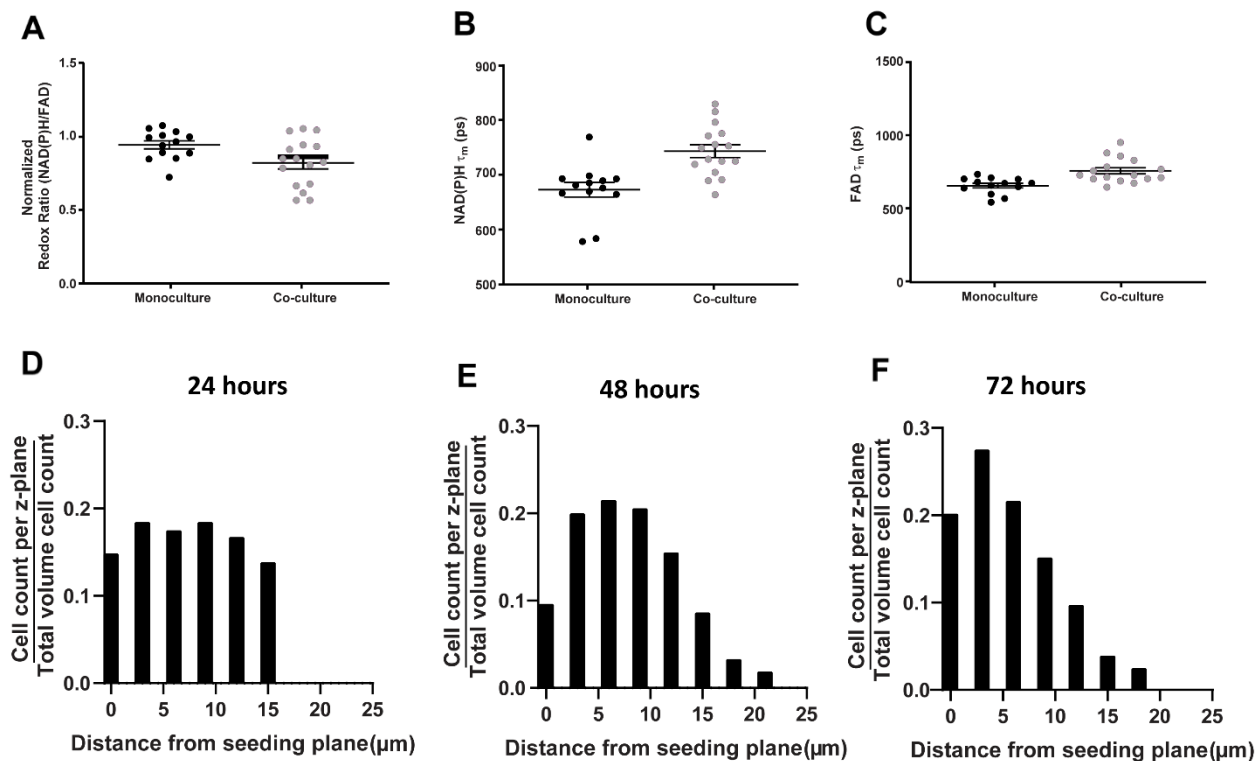 A
Normalized
Redox Ratio (NAD(P)H/FAD)
1.5
1.0
0.5
0.0
Monoculture
Co-culture
B
NAD(P)H τm (ps)
900
800
700
600
500
Monoculture
Co-culture
C
FAD τm (ps)
1500
1000
500
0
Monoculture
Co-culture
D
24 hours
Cell count per z-plane
Total volume cell count
0.3
0.2
0.1
0.0
0 5 10 15 20 25
Distance from seeding plane(µm)
E
48 hours
Cell count per z-plane
Total volume cell count
0.3
0.2
0.1
0.0
0 5 10 15 20 25
Distance from seeding plane(µm)
F
72 hours
Cell count per z-plane
Total volume cell count
0.3
0.2
0.1
0.0
0 5 10 15 20 25
Distance from seeding plane(µm)